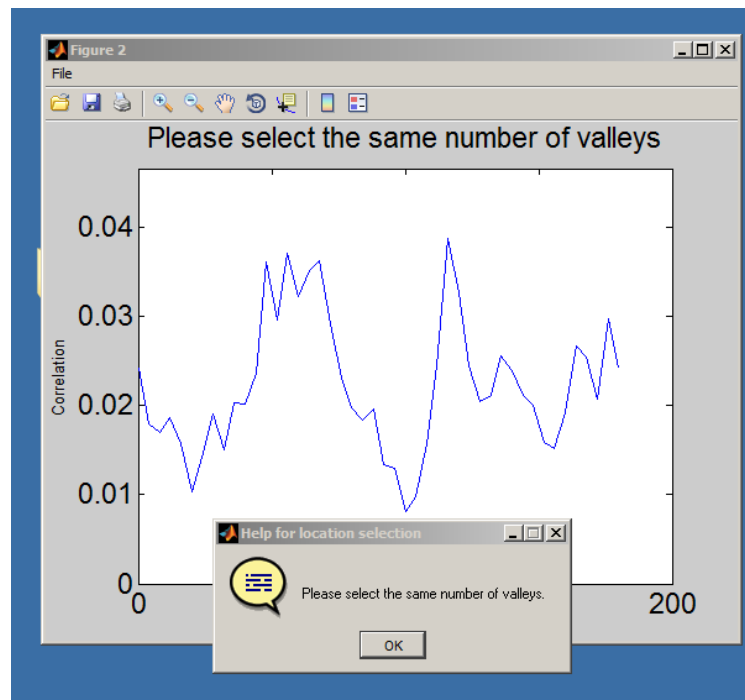 Figure 2
File
Please select the same number of valleys
0.04
0.03
0.02
0.01
0
Correlation
0
200
Help for location selection
Please select the same number of valleys.
OK